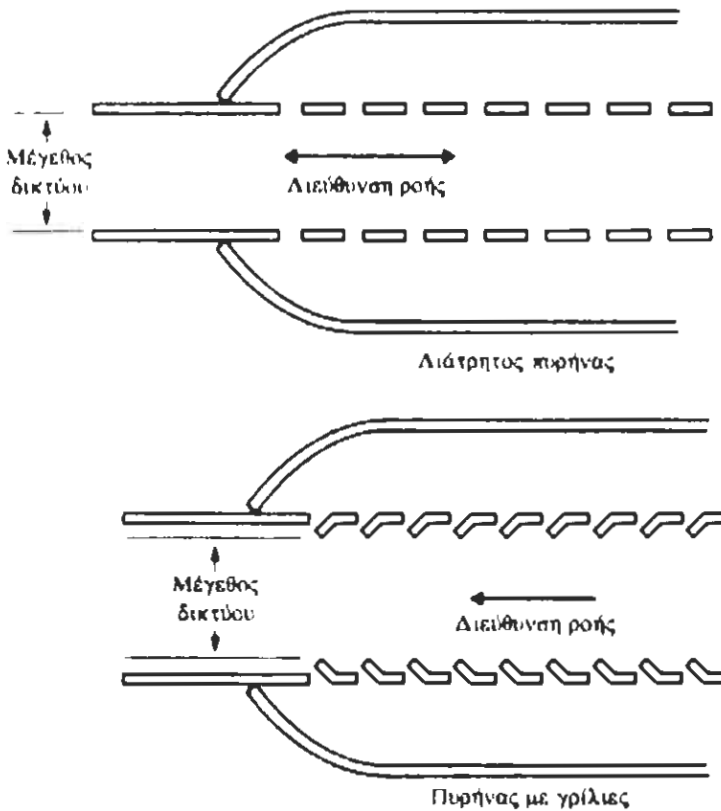 Μέγεθος
δικτύου
Διεύθυνση ροής
Διάτρητος πυρήνας
Μέγεθος
δικτύου
Διεύθυνση ροής
Πυρήνας με γρίλιες